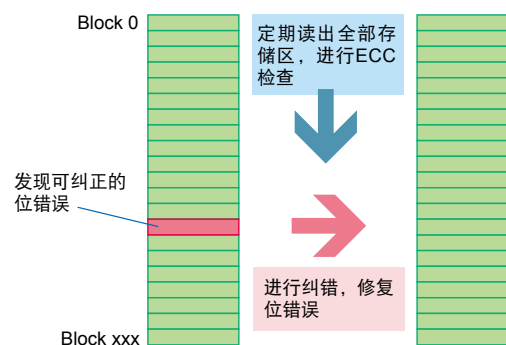 Block 0
定期读出全部存
储区，进行ECC
检查
发现可纠正的
位错误
进行纠错，修复
位错误
Block xxx